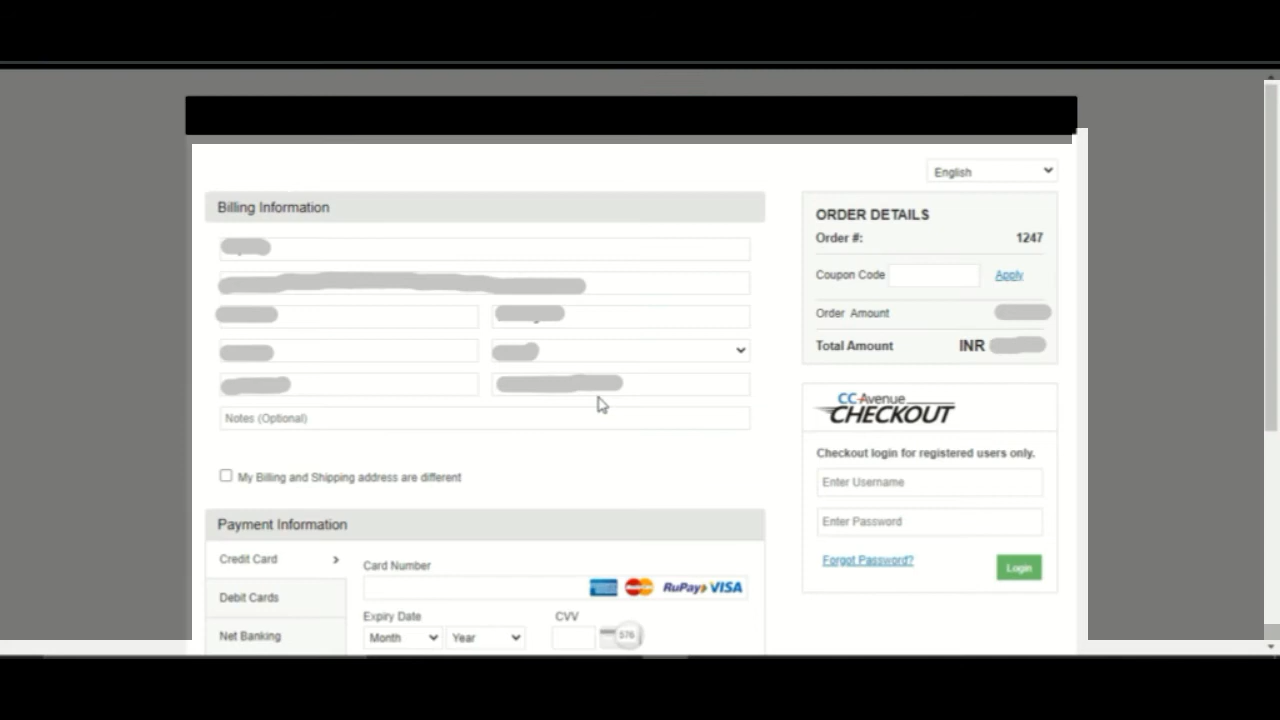 English
Billing Information
Notes (Optional)
My Billing and Shipping address are different
Payment Information
Credit Card
Debit Cards
Net Banking
Card Number
RuPay VISA
Expiry Date
CVV
Month
Year
576
ORDER DETAILS
Order #: 1247
Coupon Code Apply
Order Amount
Total Amount INR
CCAvenue
CHECKOUT
Checkout login for registered users only.
Enter Username
Enter Password
Forgot Password? Login